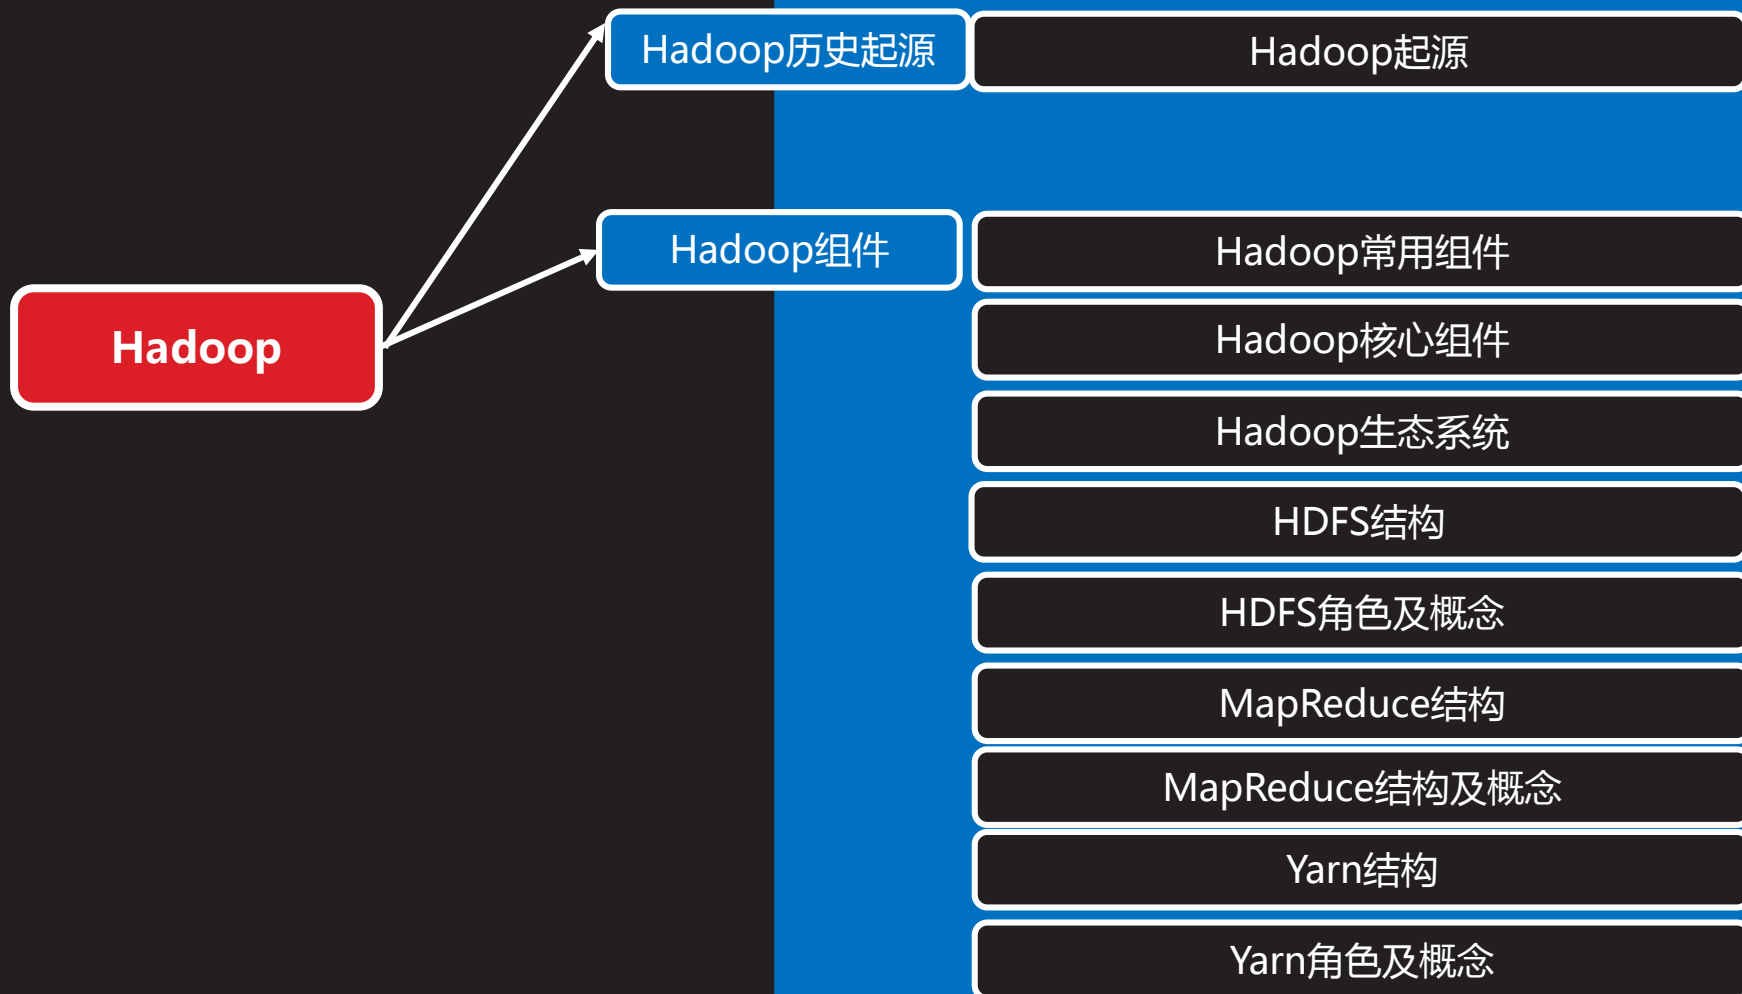 Hadoop历史起源
Hadoop起源
Hadoop组件
Hadoop常用组件
Hadoop核心组件
Hadoop
Hadoop生态系统
HDFS结构
HDFS角色及概念
MapReduce结构
MapReduce结构及概念
Yarn结构
Yarn角色及概念